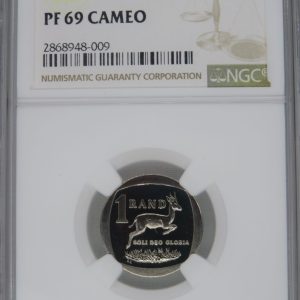 PF 69 CAMEO
2868948-009
NUMISMATIC GUARANTY CORPORATION
NGC
1 RAND
SOLI DEO GLORIA